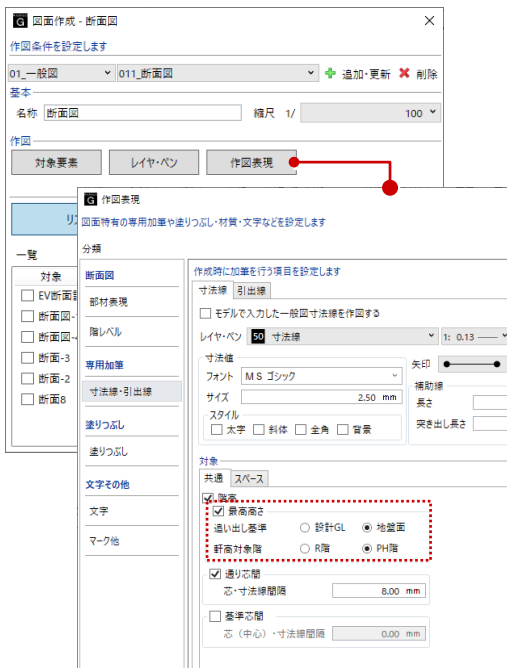 G 図面作成 - 断面図
作図条件を設定します
01_一般図 011_断面図 追加・更新 削除
基本
名称 断面図 縮尺 1/ 100
作図
対象要素 レイヤ・ペン 作図表現
G 作図表現
図面特有の専用加筆や塗りつぶし・材質・文字などを設定します
一覧
対象
EV断面
断面図-
断面図-
断面-3
断面-2
断面8
分類
断面図
部材表現
階レベル
専用加筆
寸法線・引出線
塗りつぶし
塗りつぶし
文字その他
文字
マーク他
作成時に加筆を行う項目を設定します
寸法線 引出線
モデルで入力した一般図寸法線を作図する
レイヤ・ペン 50 寸法線 1: 0.13
寸法値
フォント ＭＳ ゴシック
サイズ 2.50 mm
スタイル
太字 斜体 全角 背景
矢印
補助線
長さ
突き出し長さ
対象
共通 スペース
階高
最高高さ
追い出し基準 設計GL 地盤面
軒高対象階 R階 PH階
通り芯間
芯・寸法線間隔 8.00 mm
基準芯間
芯（中心）・寸法線間隔 0.00 mm